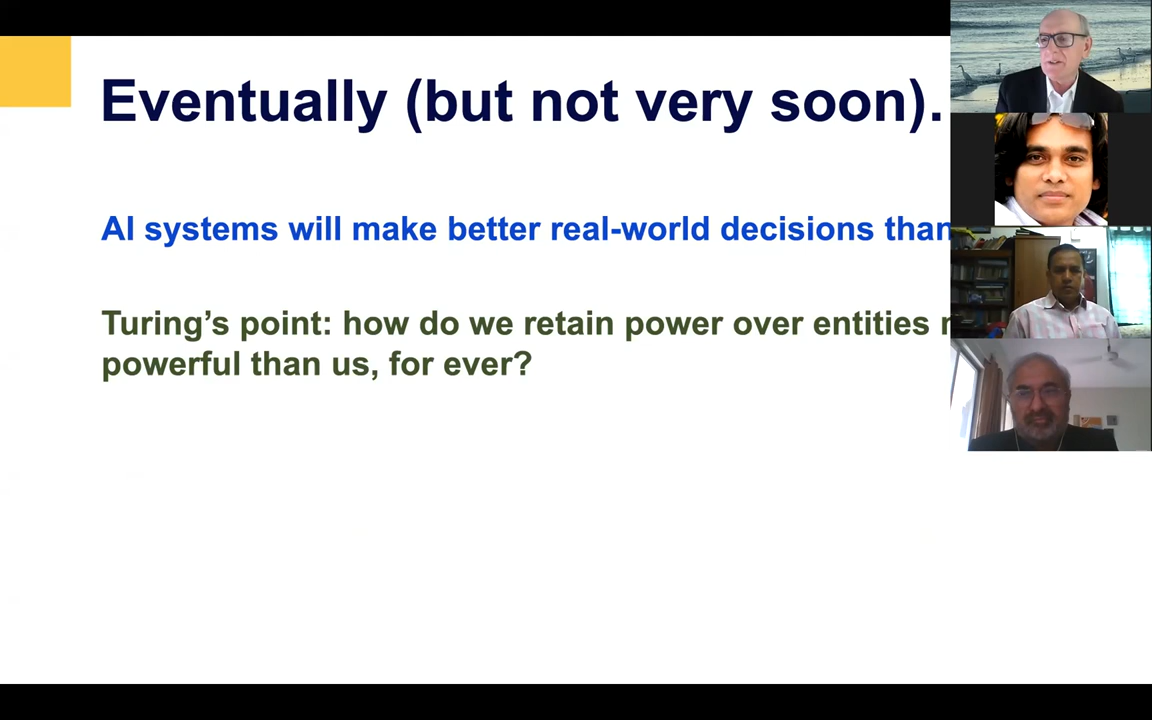 Eventually (but not very soon).
AI systems will make better real-world decisions than
Turing’s point: how do we retain power over entities
powerful than us, for ever?